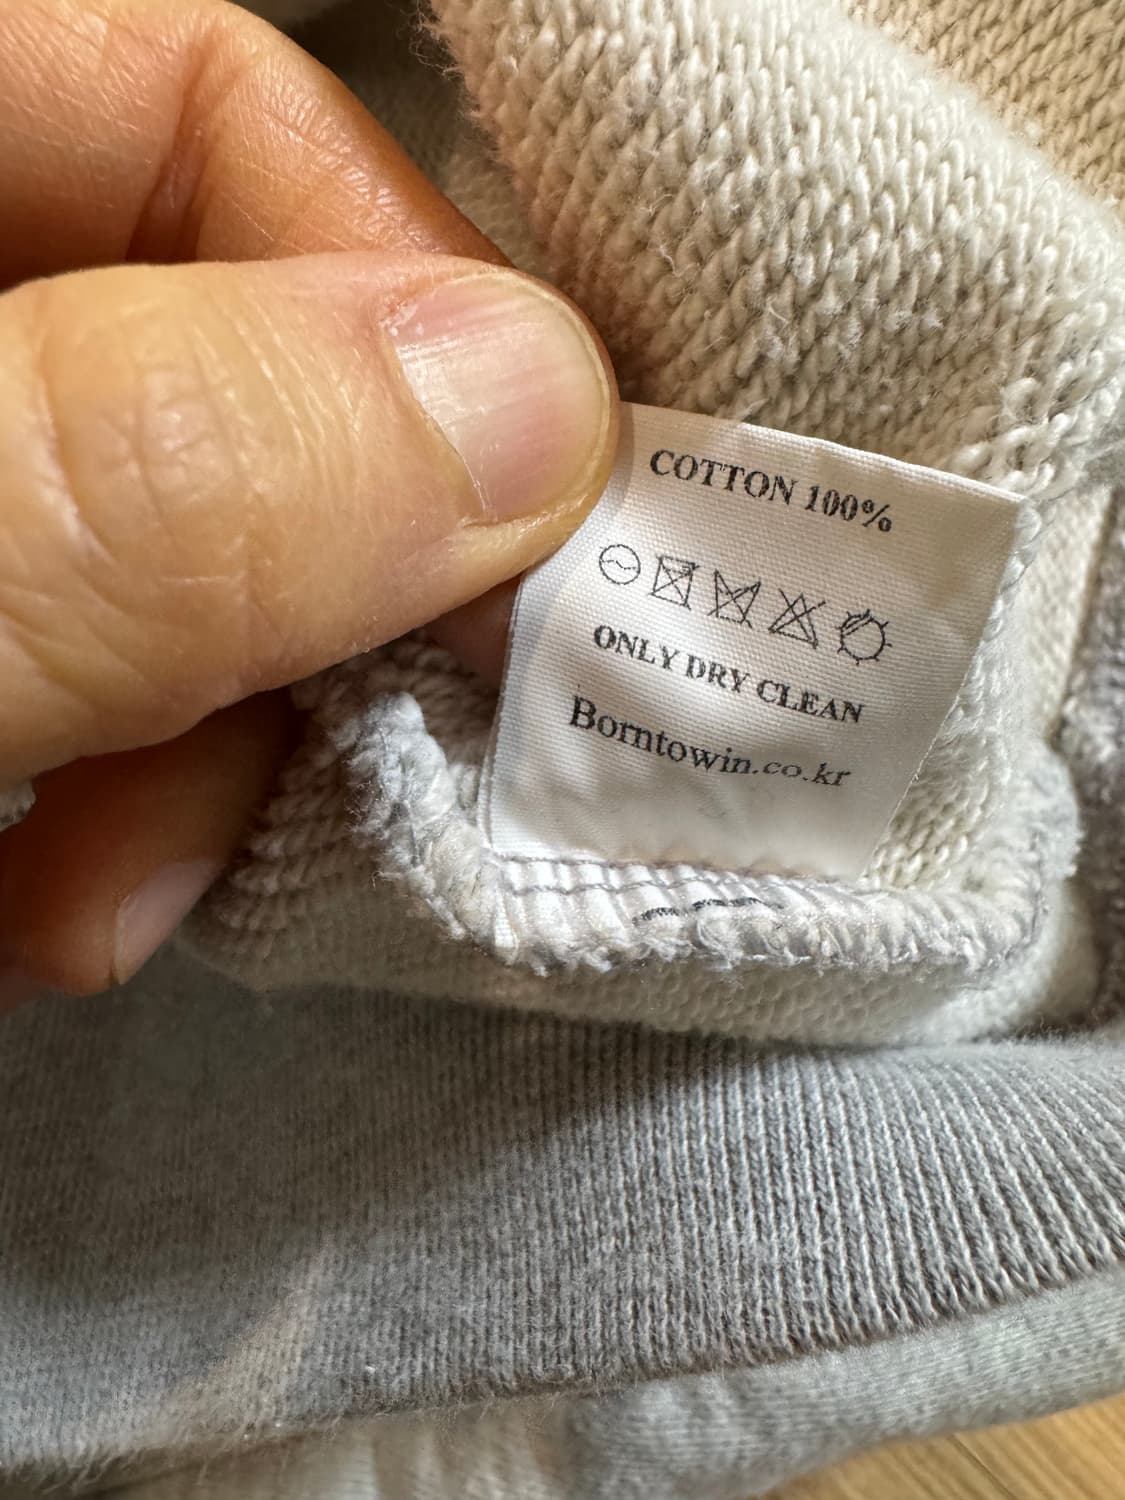 COTTON 100%
ONLY DRY CLEAN
Borntowin.co.kr